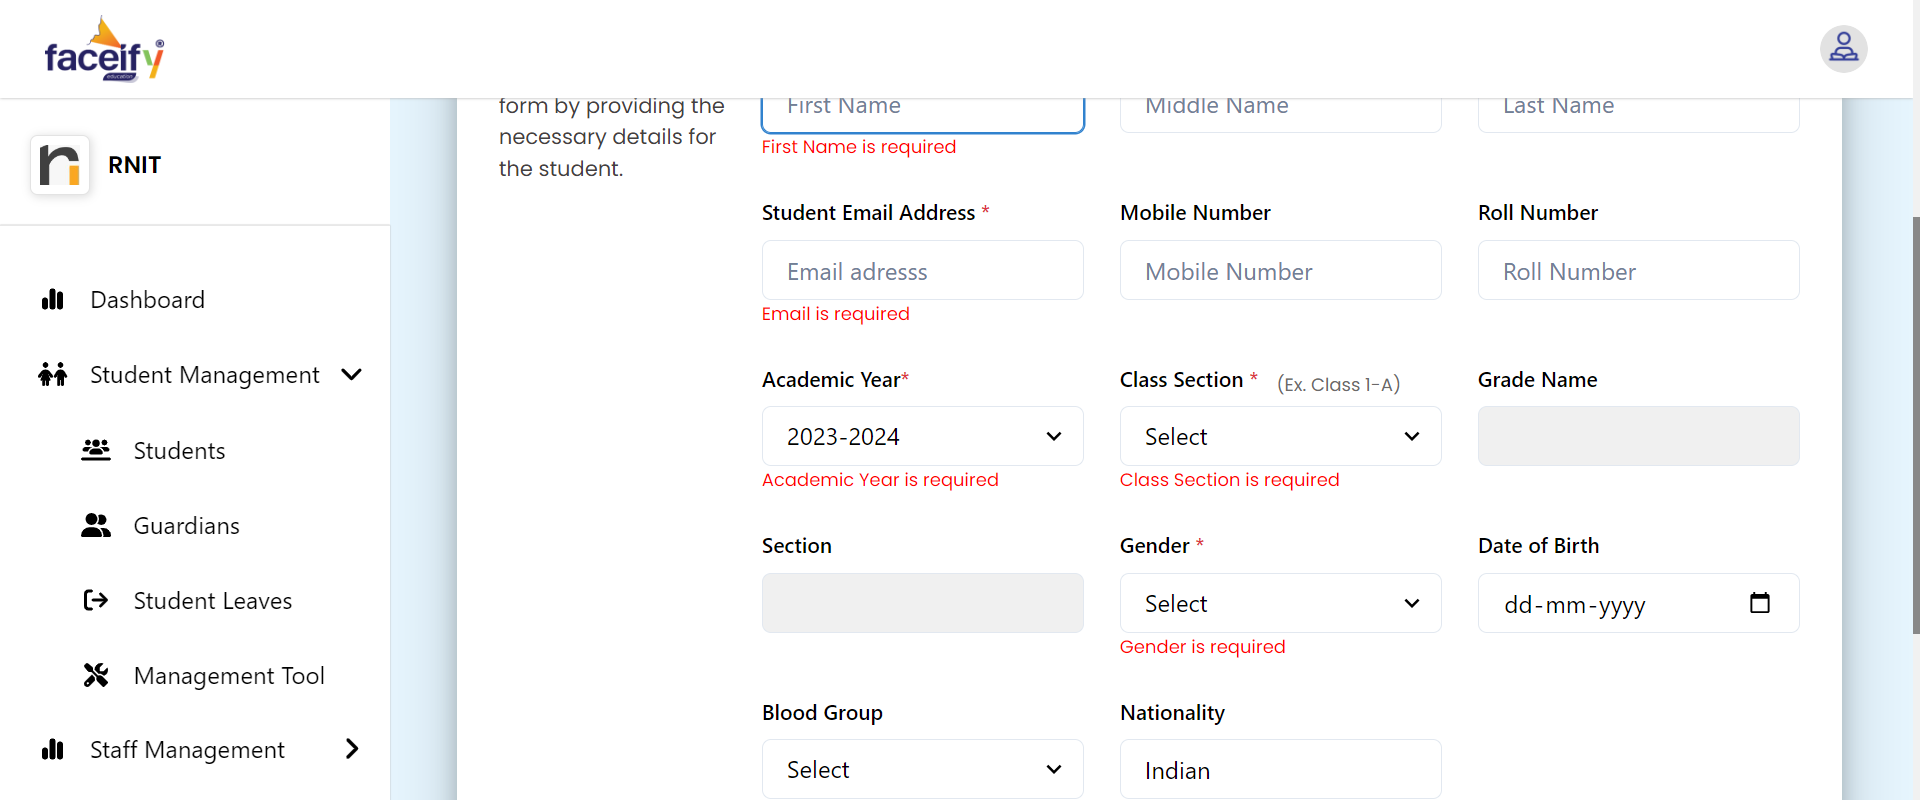 faceify®
education
RNIT
Dashboard
Student Management
Students
Guardians
Student Leaves
Management Tool
Staff Management
form by providing the
necessary details for
the student.
First Name
Middle Name
Last Name
First Name is required
Student Email Address *
Mobile Number
Roll Number
Email adresss
Mobile Number
Roll Number
Email is required
Academic Year*
Class Section * (Ex. Class 1-A)
Grade Name
2023-2024
Select
Academic Year is required
Class Section is required
Section
Gender *
Date of Birth
Select
dd-mm-yyyy
Gender is required
Blood Group
Nationality
Select
Indian